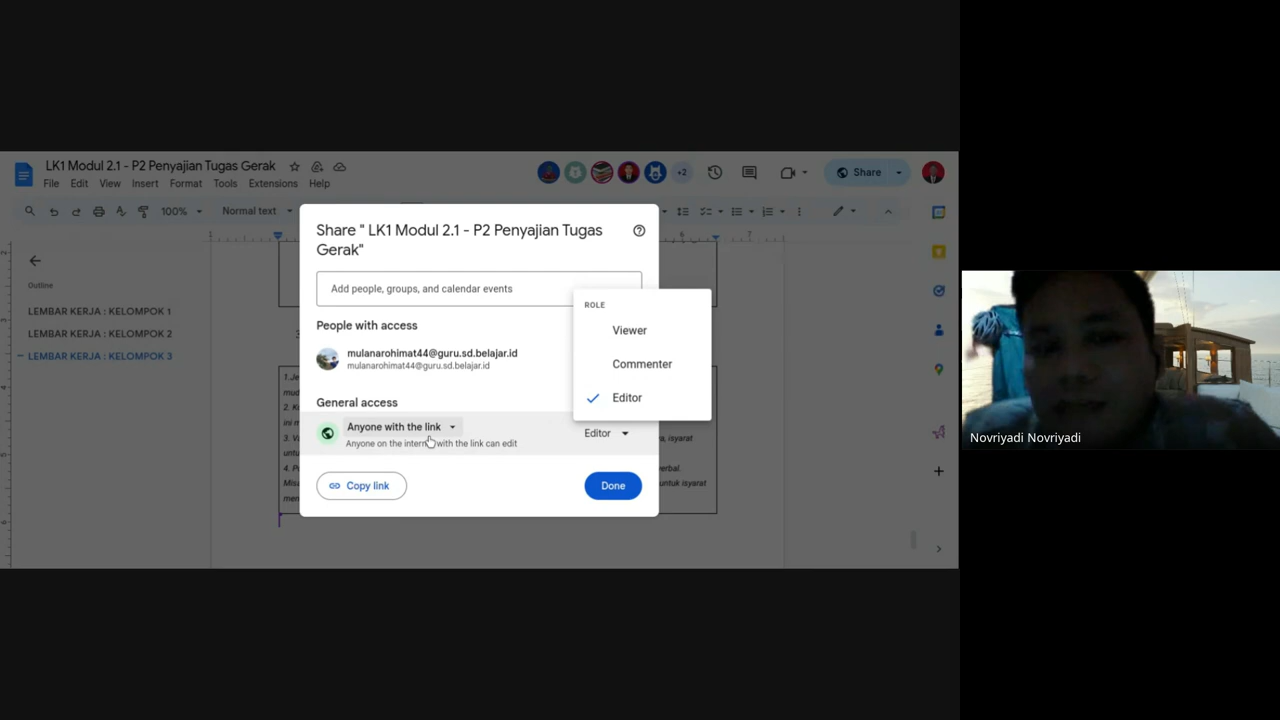 LK1 Modul 2.1 - P2 Penyajian Tugas Gerak
File Edit View Insert Format Tools Extensions Help
+2
Share
100%
Normal text
Share " LK1 Modul 2.1 - P2 Penyajian Tugas
Gerak"
Add people, groups, and calendar events
People with access
mulanarohimat44@guru.sd.belajar.id
mulanarohimat44@guru.sd.belajar.id
General access
Anyone with the link
Anyone on the intern with the link can edit
Editor
Copy link
Done
ROLE
Viewer
Commenter
Editor
Outline
LEMBAR KERJA : KELOMPOK 1
LEMBAR KERJA : KELOMPOK 2
LEMBAR KERJA : KELOMPOK 3
isyarat
untuk isyarat
Novriyadi Novriyadi